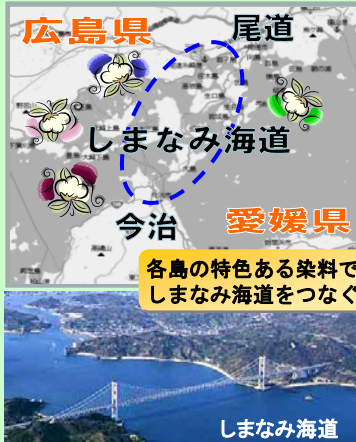 広島県
尾道
しまなみ海道
今治
愛媛県
各島の特色ある染料で
しまなみ海道をつなぐ
しまなみ海道